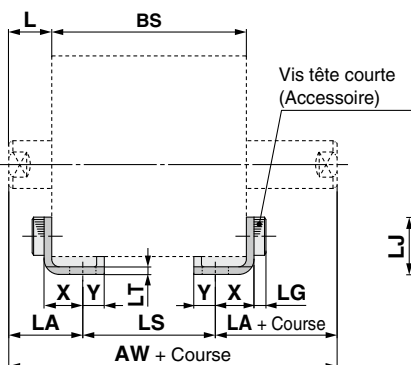 L
BS
Vis tête courte
(Accessoire)
LJ
LT
X
Y
Y
X
LG
LA
LS
LA + Course
AW + Course